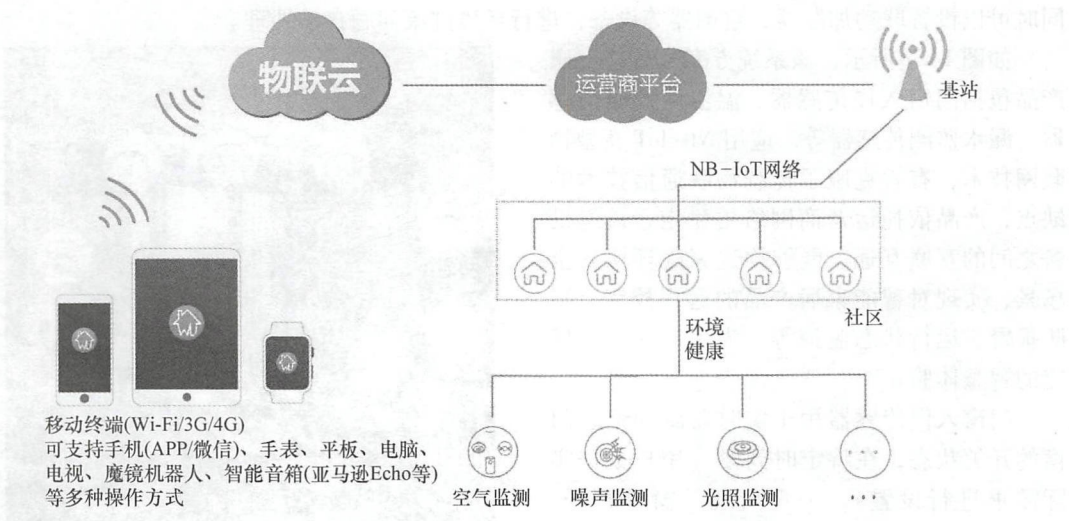 物联云
运营商平台
基站
NB-IoT网络
社区
环境
健康
移动终端(Wi-Fi/3G/4G)
可支持手机(APP/微信)、手表、平板、电脑、
电视、魔镜机器人、智能音箱(亚马逊Echo等)
等多种操作方式
空气监测
噪声监测
光照监测
…